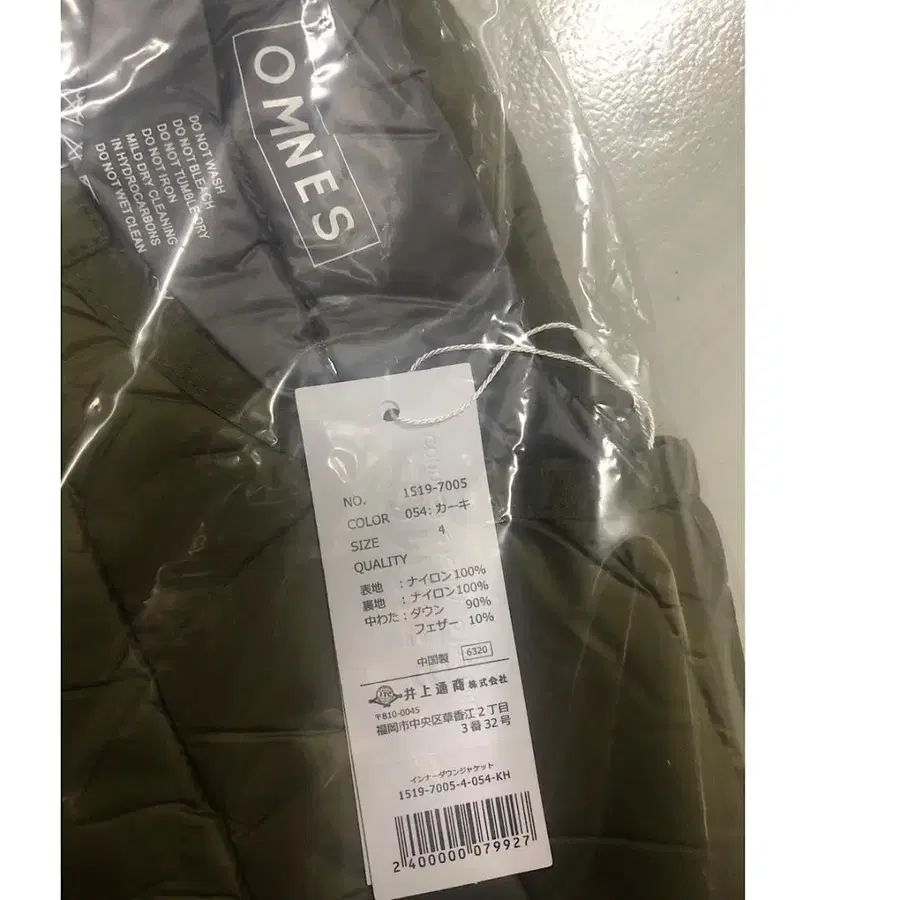 OMNES
DO NOT WASH
DO NOT BLEACH
DO NOT TUMBLE DRY
DO NOT IRON
MILD DRY CLEANING
IN HYDROCARBONS
DO NOT WET CLEAN
NO. 1519-7005
COLOR 054: カーキ
SIZE 4
QUALITY
表地 : ナイロン100%
裏地 : ナイロン100%
中わた : ダウン 90%
フェザー 10%
中国製 6320
井上通商株式会社
〒810-0045
福岡市中央区草香江2丁目
3番32号
インナーダウンジャケット
1519-7005-4-054-KH
2400000079927